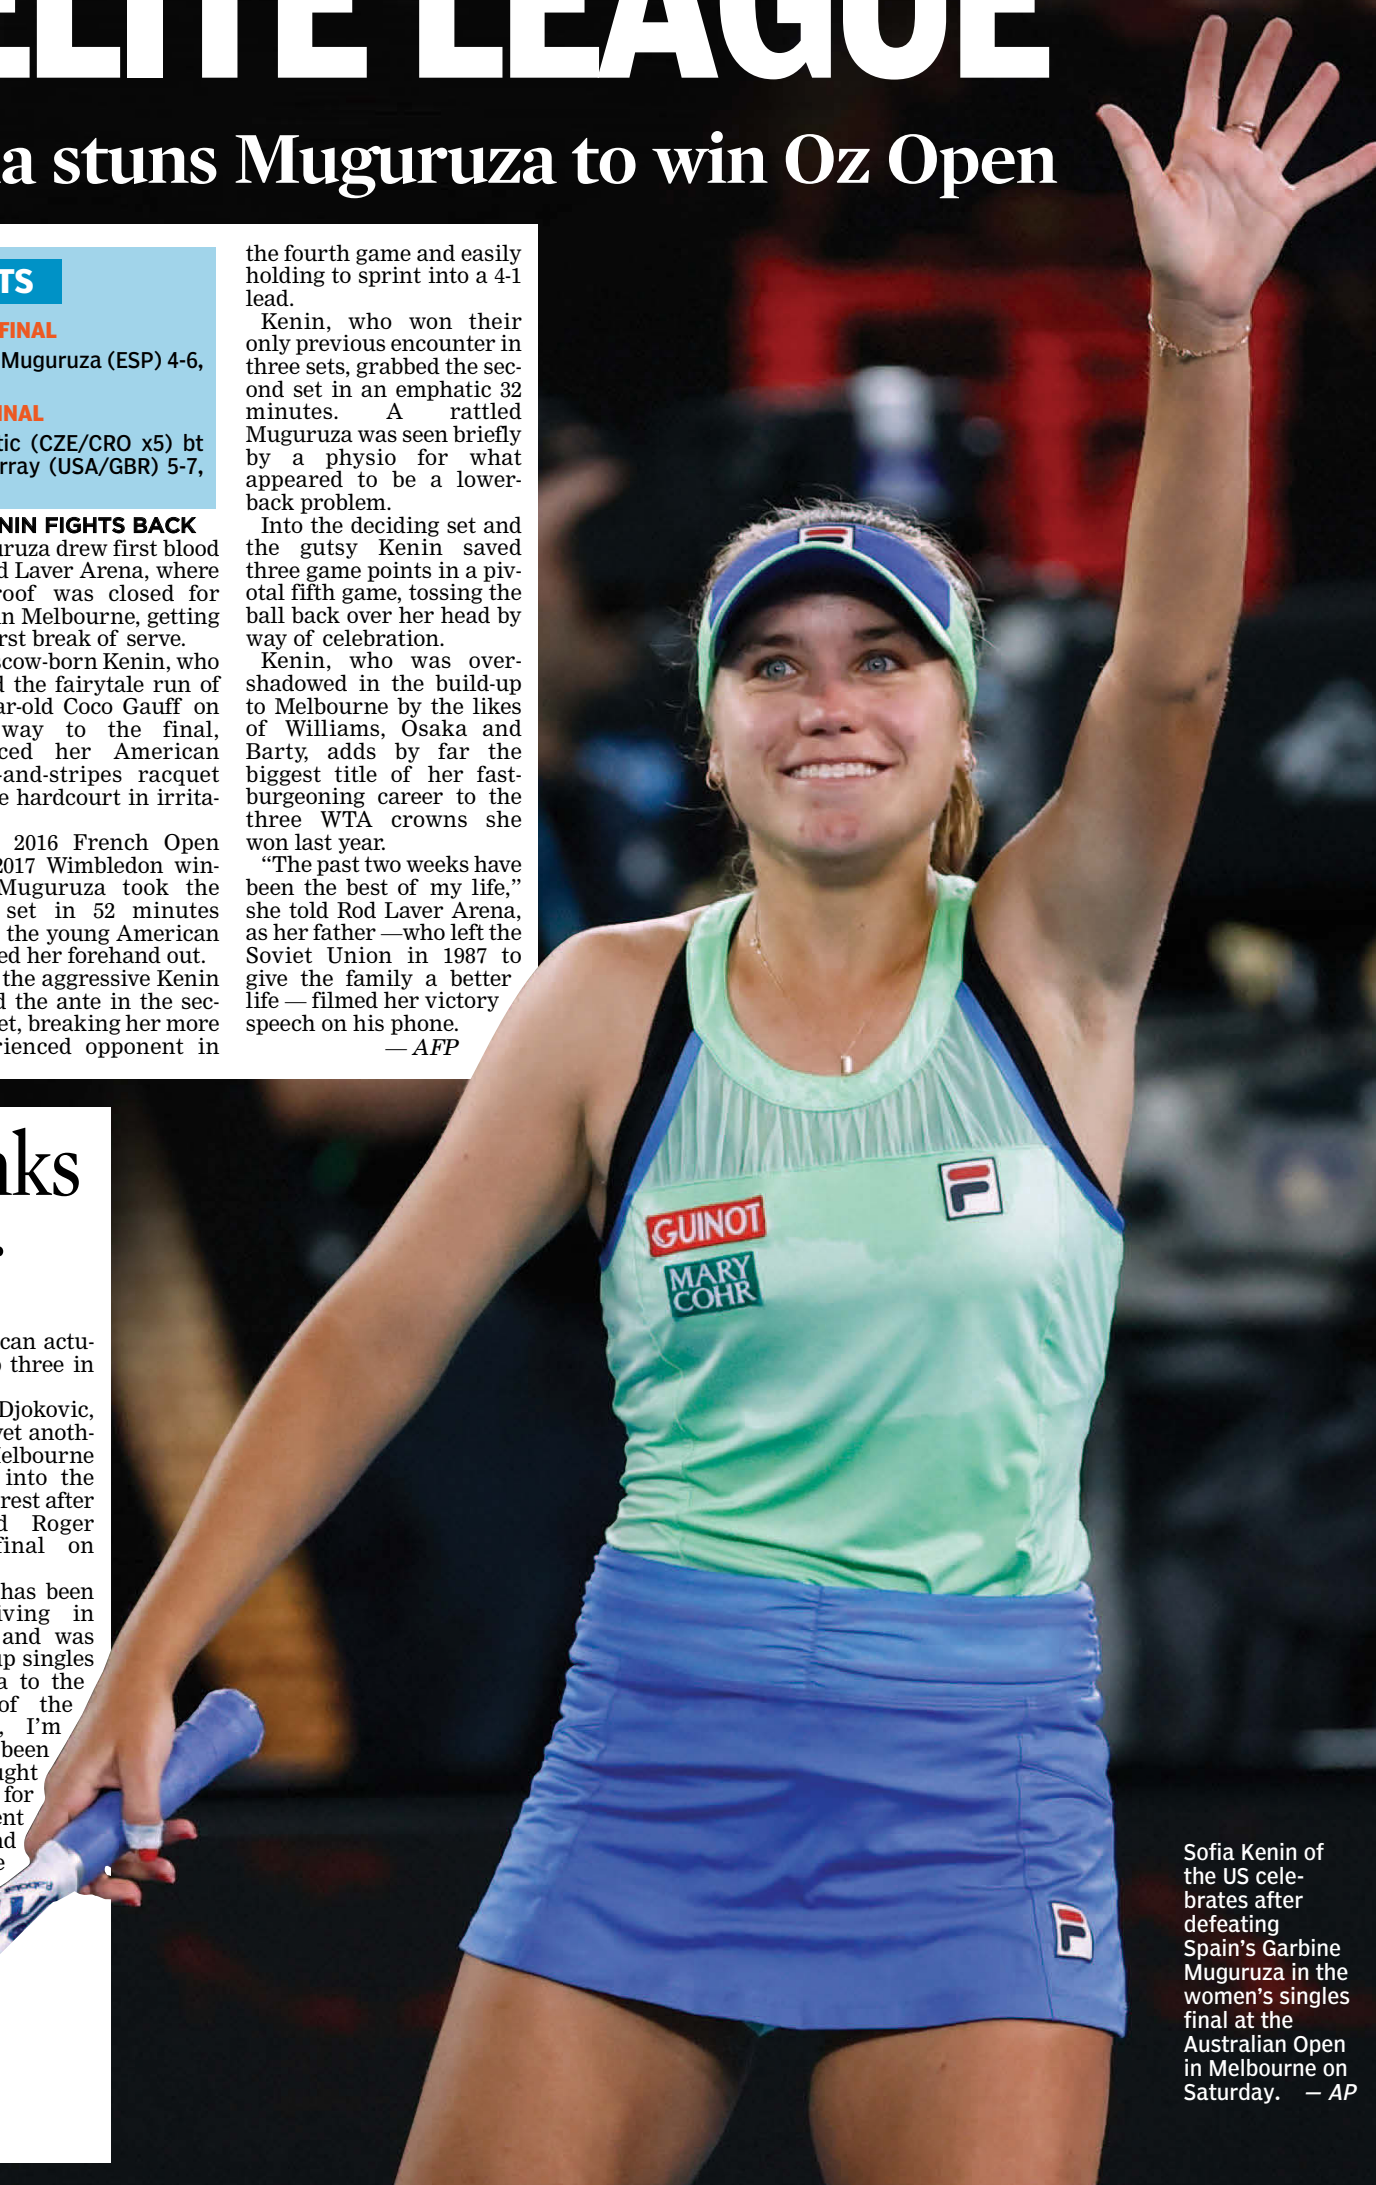 ELITE LEAGUE
a stuns Muguruza to win Oz Open
TS
FINAL
Muguruza (ESP) 4-6,
INAL
tic (CZE/CRO x5) bt
rray (USA/GBR) 5-7,
NIN FIGHTS BACK
uruza drew first blood
d Laver Arena, where
roof was closed for
in Melbourne, getting
rst break of serve.
scow-born Kenin, who
d the fairytale run of
ar-old Coco Gauff on
way to the final,
ced her American
-and-stripes racquet
e hardcourt in irrita-
2016 French Open
2017 Wimbledon win-
Muguruza took the
set in 52 minutes
the young American
ed her forehand out.
the aggressive Kenin
d the ante in the sec-
et, breaking her more
rienced opponent in
the fourth game and easily
holding to sprint into a 4-1
lead.
Kenin, who won their
only previous encounter in
three sets, grabbed the sec-
ond set in an emphatic 32
minutes. A rattled
Muguruza was seen briefly
by a physio for what
appeared to be a lower-
back problem.
Into the deciding set and
the gutsy Kenin saved
three game points in a piv-
otal fifth game, tossing the
ball back over her head by
way of celebration.
Kenin, who was over-
shadowed in the build-up
to Melbourne by the likes
of Williams, Osaka and
Barty, adds by far the
biggest title of her fast-
burgeoning career to the
three WTA crowns she
won last year.
“The past two weeks have
been the best of my life,”
she told Rod Laver Arena,
as her father —who left the
Soviet Union in 1987 to
give the family a better
life — filmed her victory
speech on his phone.
— AFP
nks
can actu-
o three in
Djokovic,
yet anoth-
Melbourne
into the
rest after
d Roger
final on
has been
iving in
and was
up singles
a to the
of the
, I’m
been
ught
for
ent
nd
e
GUINOT
MARY
COHR
F
F
Babolat
Sofia Kenin of
the US cele-
brates after
defeating
Spain’s Garbine
Muguruza in the
women’s singles
final at the
Australian Open
in Melbourne on
Saturday. — AP